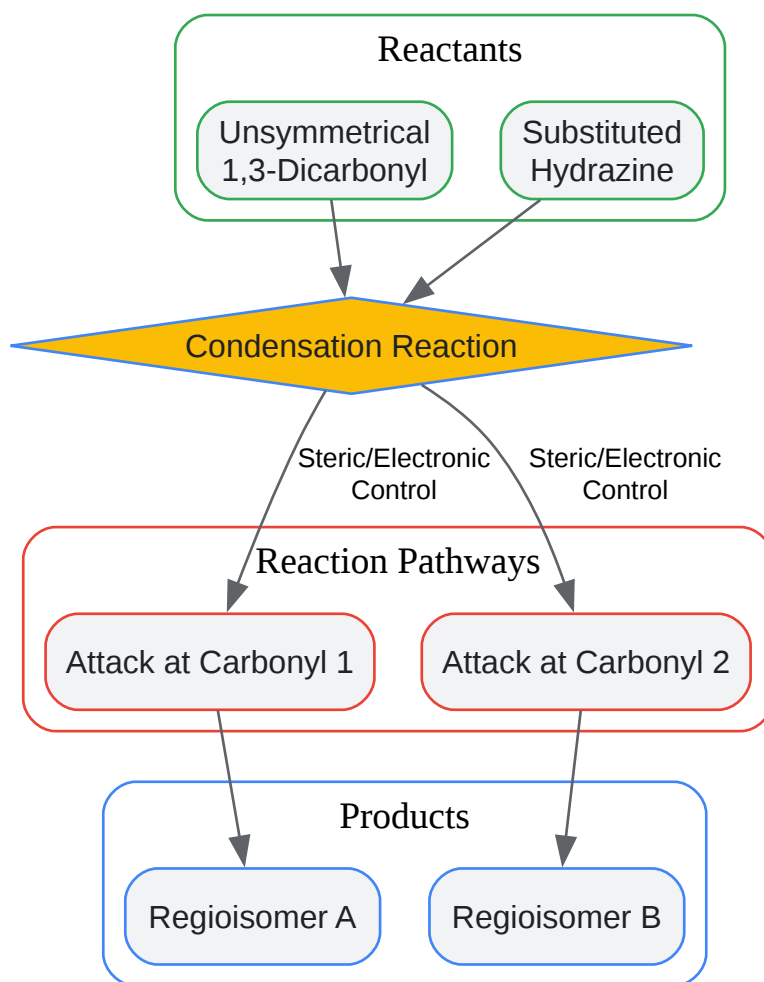 Reactants
Unsymmetrical
1,3-Dicarbonyl
Substituted
Hydrazine
Condensation Reaction
Steric/Electronic
Control
Steric/Electronic
Control
Reaction Pathways
Attack at Carbonyl 1
Attack at Carbonyl 2
Products
Regioisomer A
Regioisomer B